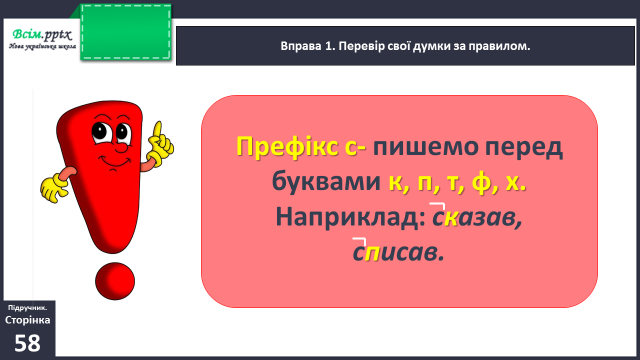 Всім.pptx
Нова українська школа
Вправа 1. Перевір свої думки за правилом.
Префікс с- пишемо перед
буквами к, п, т, ф, х.
Наприклад: сказав,
списав.
Підручник.
Сторінка
58